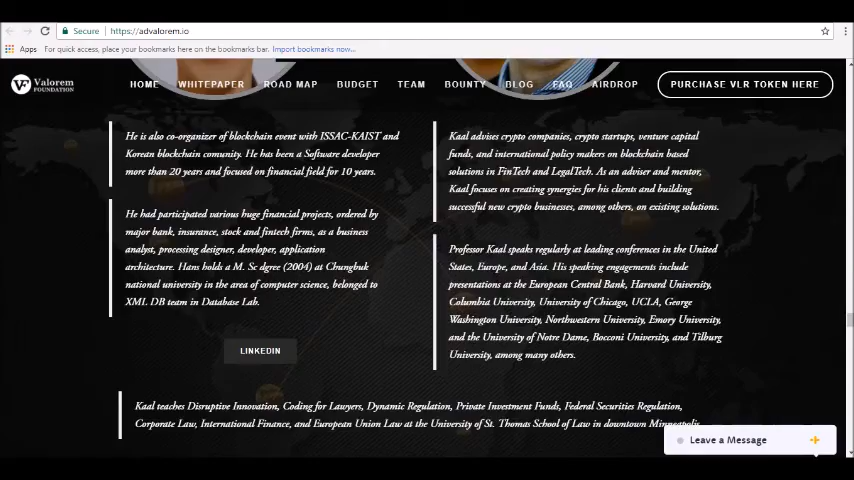 Secure | https://advalorem.io
Apps For quick access, place your bookmarks here on the bookmarks bar. Import bookmarks now...
Valorem
FOUNDATION
HOME WHITEPAPER ROAD MAP BUDGET TEAM BOUNTY BLOG FAQ AIRDROP PURCHASE VLR TOKEN HERE
He is also co-organizer of blockchain event with ISSAC-KAIST and
Korean blockchain comunity. He has been a Software developer
more than 20 years and focused on financial field for 10 years.
He had participated various huge financial projects, ordered by
major bank, insurance, stock and fintech firms, as a business
analyst, processing designer, developer, application
architecture. Hans holds a M. Sc dgree (2004) at Chungbuk
national university in the area of computer science, belonged to
XML DB team in Database Lab.
LINKEDIN
Kaal advises crypto companies, crypto startups, venture capital
funds, and international policy makers on blockchain based
solutions in FinTech and LegalTech. As an adviser and mentor,
Kaal focuses on creating synergies for his clients and building
successful new crypto businesses, among others, on existing solutions.
Professor Kaal speaks regularly at leading conferences in the United
States, Europe, and Asia. His speaking engagements include
presentations at the European Central Bank, Harvard University,
Columbia University, University of Chicago, UCLA, George
Washington University, Northwestern University, Emory University,
and the University of Notre Dame, Bocconi University, and Tilburg
University, among many others.
Kaal teaches Disruptive Innovation, Coding for Lawyers, Dynamic Regulation, Private Investment Funds, Federal Securities Regulation,
Corporate Law, International Finance, and European Union Law at the University of St. Thomas School of Law in downtown Minneapolis
Leave a Message